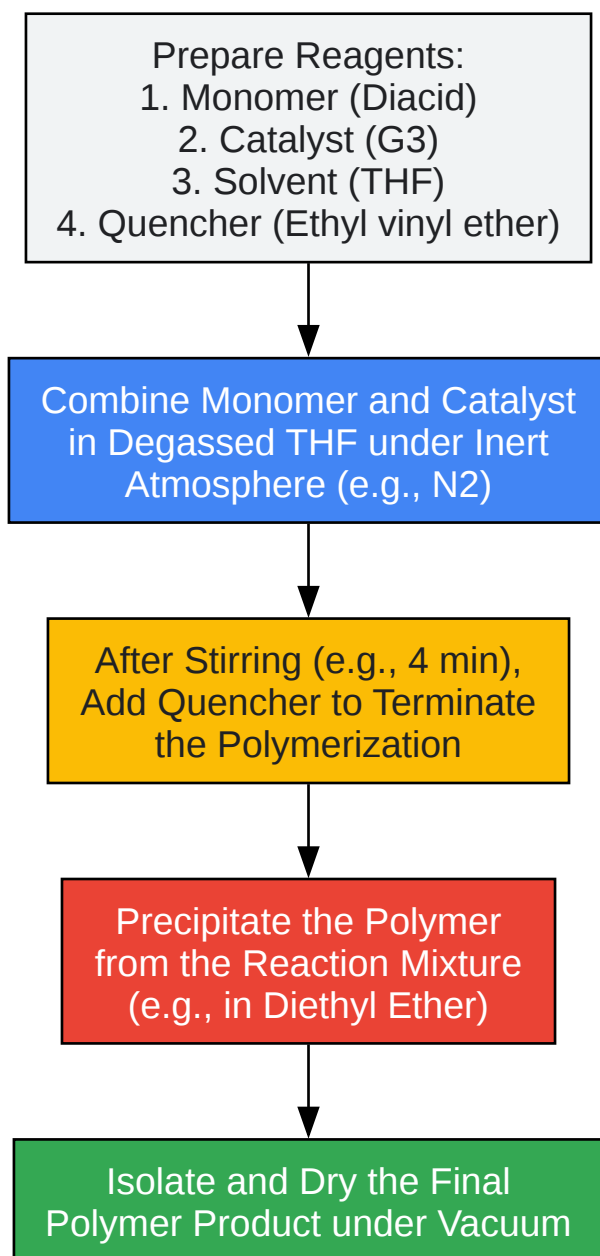 Prepare Reagents:
1. Monomer (Diacid)
2. Catalyst (G3)
3. Solvent (THF)
4. Quencher (Ethyl vinyl ether)
Combine Monomer and Catalyst
in Degassed THF under Inert
Atmosphere (e.g., N2)
After Stirring (e.g., 4 min),
Add Quencher to Terminate
the Polymerization
Precipitate the Polymer
from the Reaction Mixture
(e.g., in Diethyl Ether)
Isolate and Dry the Final
Polymer Product under Vacuum